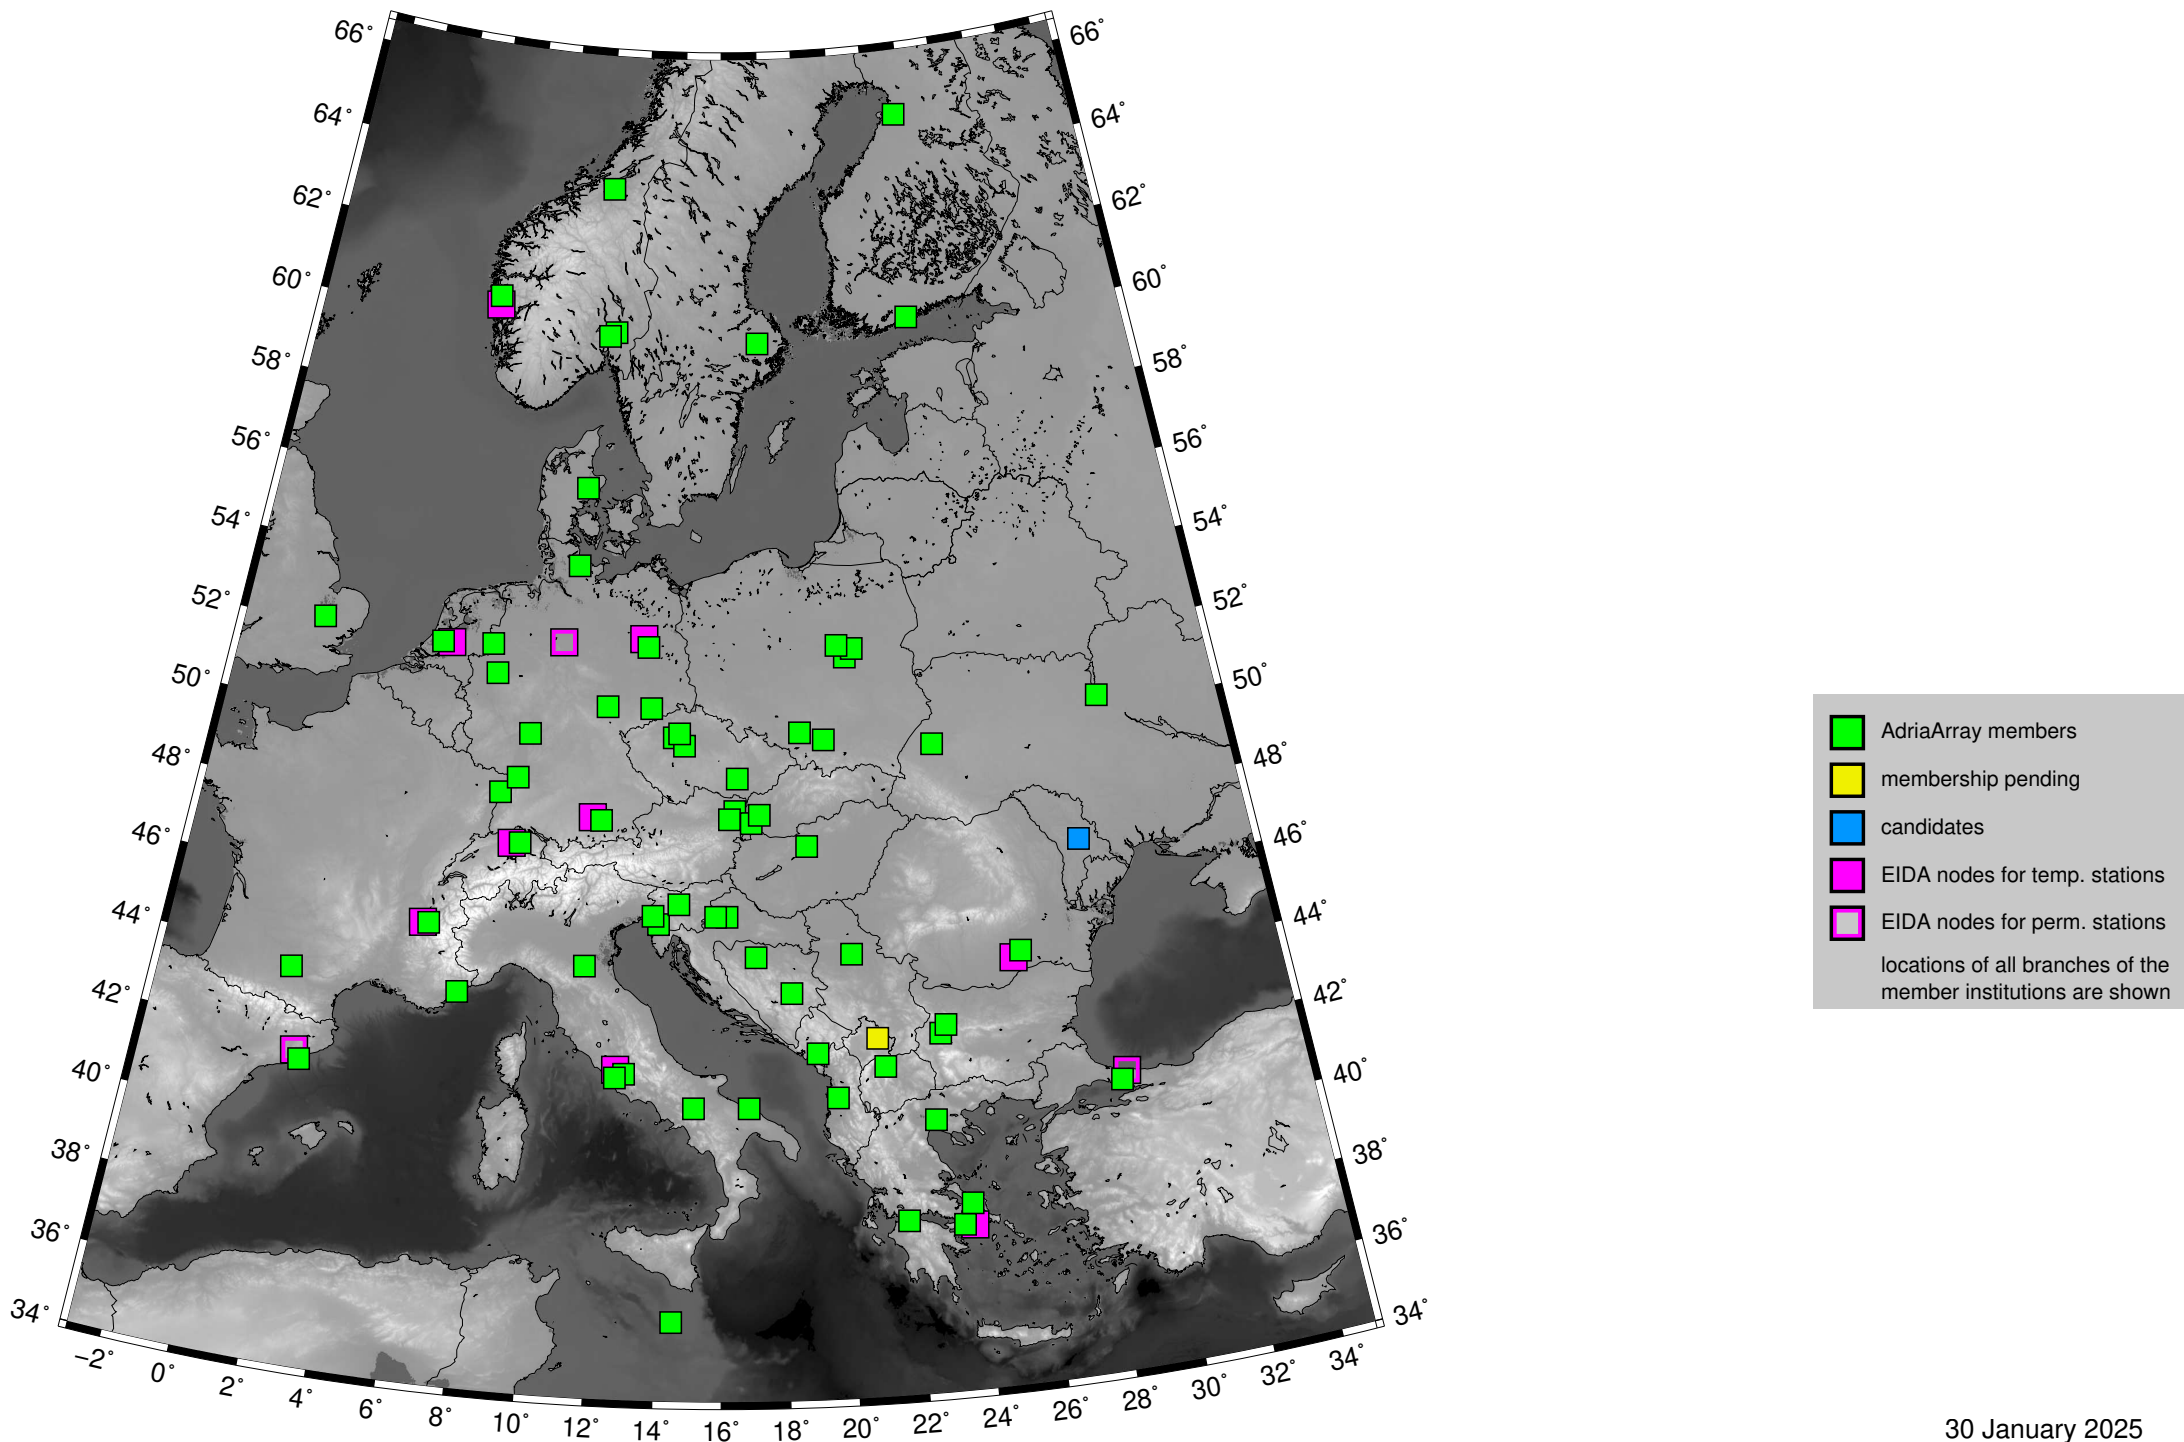 66° 66°
64° 64°
62° 62°
60° 60°
58° 58°
56° 56°
54° 54°
52° 52°
50° 50°
48° 48°
46° 46°
44° 44°
42° 42°
40° 40°
38° 38°
36° 36°
34° 34°
−2° 0° 2° 4° 6° 8° 10° 12° 14° 16° 18° 20° 22° 24° 26° 28° 30° 32° 34°
AdriaArray members
membership pending
candidates
EIDA nodes for temp. stations
EIDA nodes for perm. stations
locations of all branches of the
member institutions are shown
30 January 2025